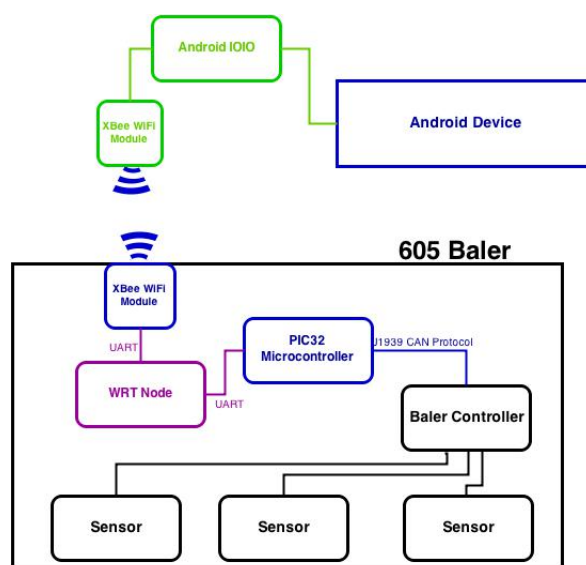 Android IOIO
XBee WiFi
Module
Android Device
605 Baler
XBee WiFi
Module
UART
PIC32
Microcontroller
J1939 CAN Protocol
WRT Node
UART
Baler Controller
Sensor
Sensor
Sensor